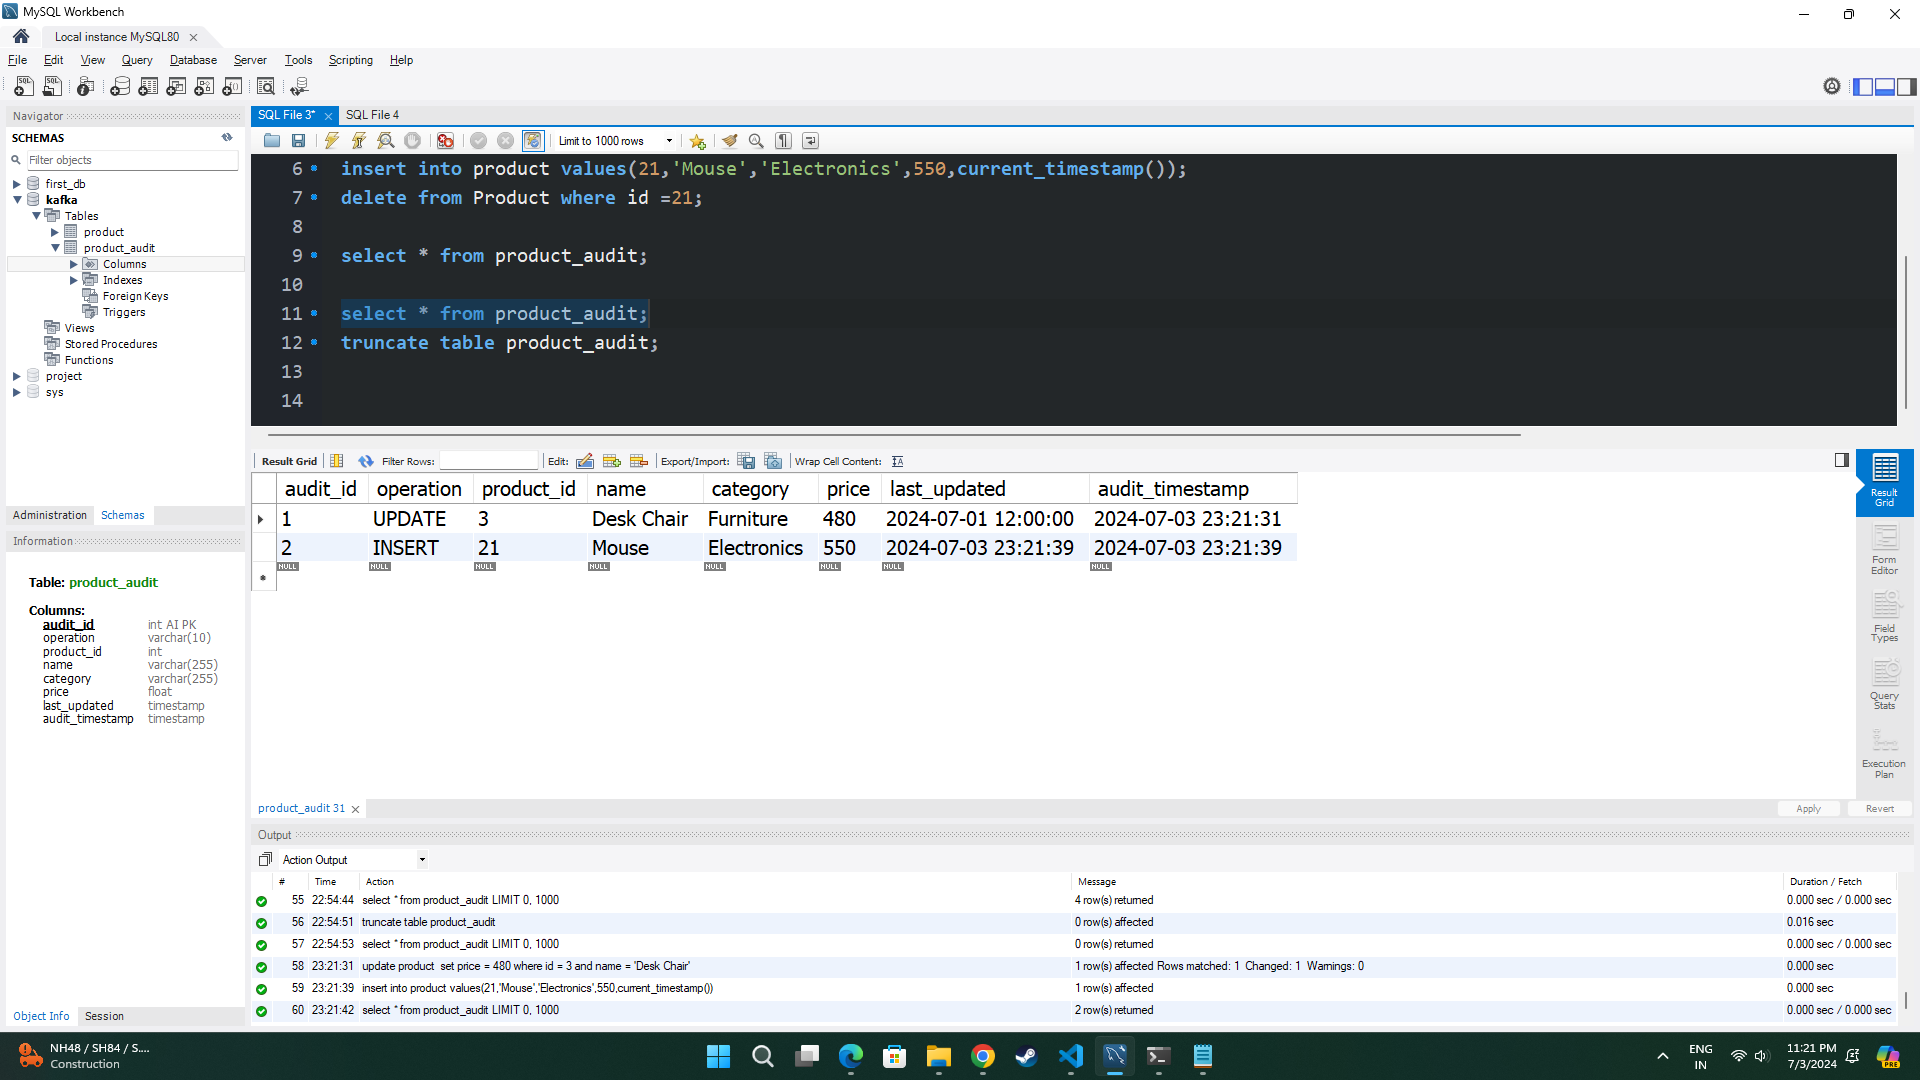 MySQL Workbench
Local instance MySQL80
File Edit View Query Database Server Tools Scripting Help
Navigator
SCHEMAS
Filter objects
first_db
kafka
Tables
product
product_audit
Columns
Indexes
Foreign Keys
Triggers
Views
Stored Procedures
Functions
project
sys
Administration Schemas
Information
Table: product_audit
Columns:
audit_id int AI PK
operation varchar(10)
product_id int
name varchar(255)
category varchar(255)
price float
last_updated timestamp
audit_timestamp timestamp
Object Info Session
SQL File 3* SQL File 4
Limit to 1000 rows
6 insert into product values(21,'Mouse','Electronics',550,current_timestamp());
7 delete from Product where id =21;
8
9 select * from product_audit;
10
11 select * from product_audit;
12 truncate table product_audit;
13
14
Result Grid Filter Rows: Edit: Export/Import: Wrap Cell Content:
audit_id operation product_id name category price last_updated audit_timestamp
1 UPDATE 3 Desk Chair Furniture 480 2024-07-01 12:00:00 2024-07-03 23:21:31
2 INSERT 21 Mouse Electronics 550 2024-07-03 23:21:39 2024-07-03 23:21:39
NULL NULL NULL NULL NULL NULL NULL NULL
Result
Grid
Form
Editor
Field
Types
Query
Stats
Execution
Plan
product_audit 31
Apply Revert
Output
Action Output
# Time Action Message Duration / Fetch
55 22:54:44 select * from product_audit LIMIT 0, 1000 4 row(s) returned 0.000 sec / 0.000 sec
56 22:54:51 truncate table product_audit 0 row(s) affected 0.016 sec
57 22:54:53 select * from product_audit LIMIT 0, 1000 0 row(s) returned 0.000 sec / 0.000 sec
58 23:21:31 update product set price = 480 where id = 3 and name = 'Desk Chair' 1 row(s) affected Rows matched: 1 Changed: 1 Warnings: 0 0.000 sec
59 23:21:39 insert into product values(21,'Mouse','Electronics',550,current_timestamp()) 1 row(s) affected 0.000 sec
60 23:21:42 select * from product_audit LIMIT 0, 1000 2 row(s) returned 0.000 sec / 0.000 sec
NH48 / SH84 / S....
Construction
ENG
IN
11:21 PM
7/3/2024
PRE